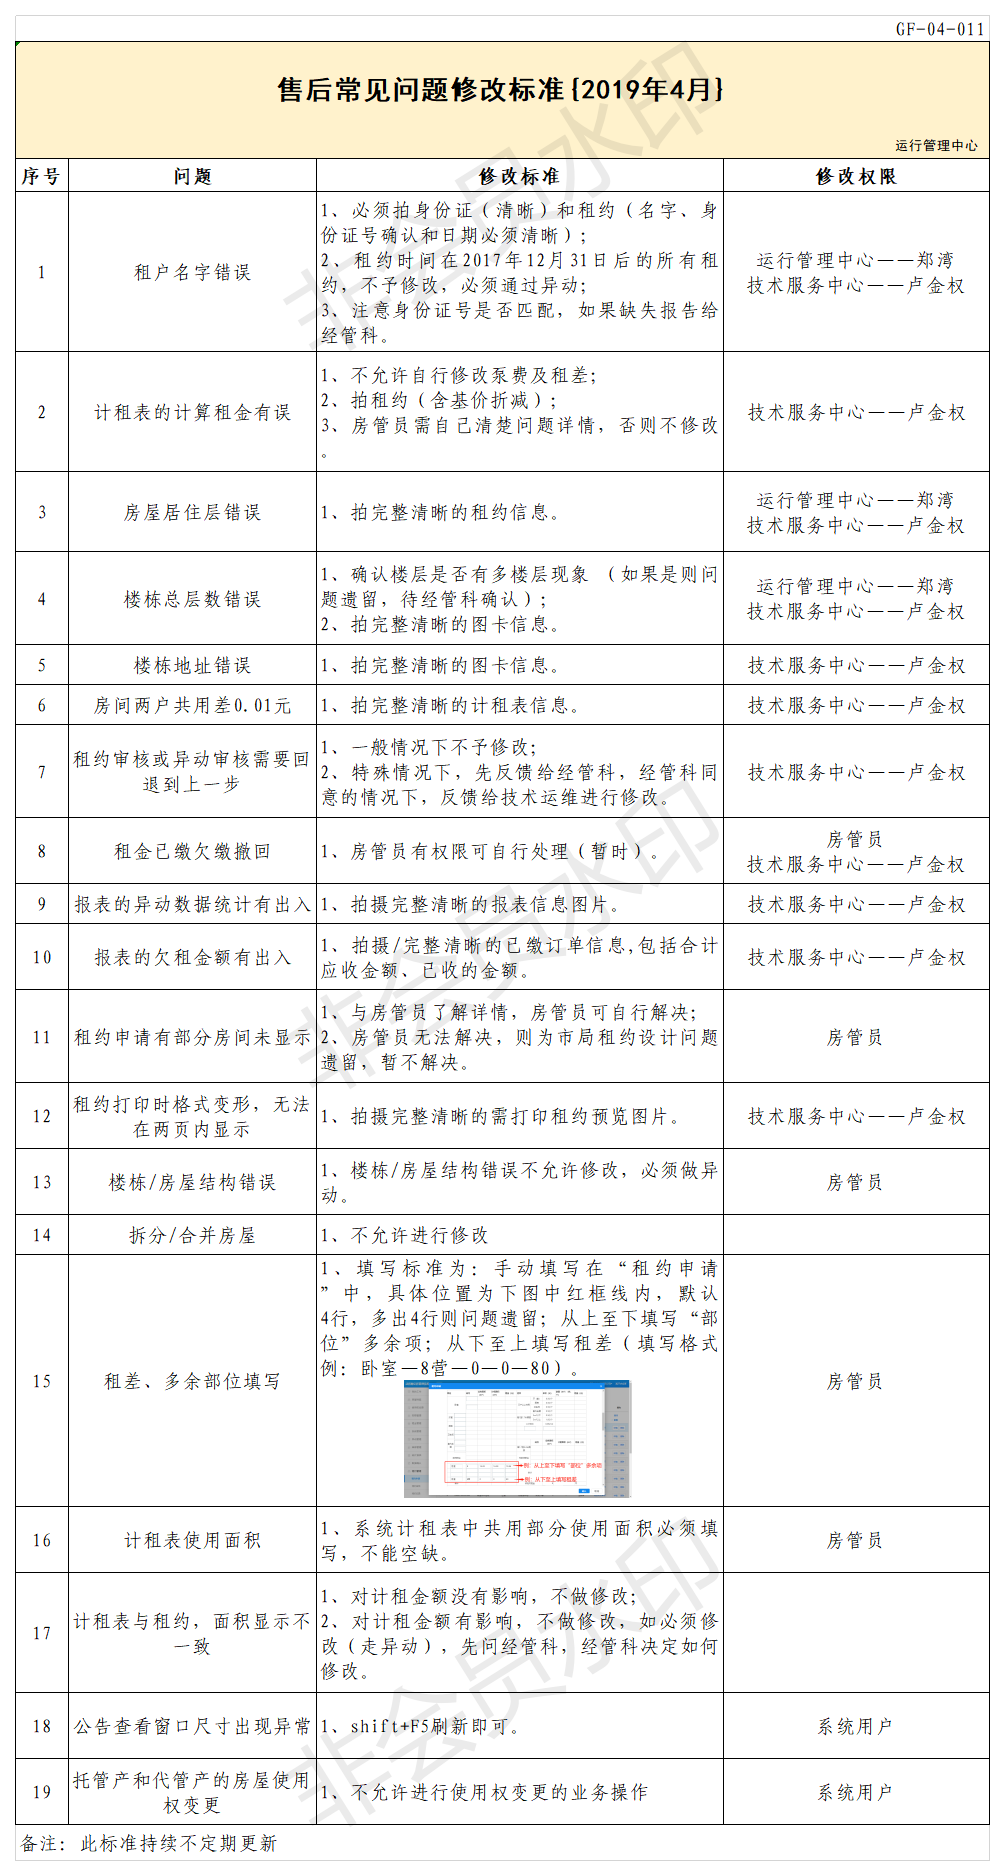 GF-04-011
售后常见问题修改标准{2019年4月}
运行管理中心
序号 问题 修改标准 修改权限
1 租户名字错误
1、必须拍身份证（清晰）和租约（名字、身
份证号确认和日期必须清晰）；
2、租约时间在2017年12月31日后的所有租
约，不予修改，必须通过异动；
3、注意身份证号是否匹配，如果缺失报告给
经管科。
运行管理中心——郑湾
技术服务中心——卢金权
2 计租表的计算租金有误
1、不允许自行修改泵费及租差；
2、拍租约（含基价折减）；
3、房管员需自己清楚问题详情，否则不修改
。
技术服务中心——卢金权
3 房屋居住层错误
1、拍完整清晰的租约信息。
运行管理中心——郑湾
技术服务中心——卢金权
4 楼栋总层数错误
1、确认楼层是否有多楼层现象 （如果是则问
题遗留，待经管科确认）；
2、拍完整清晰的图卡信息。
运行管理中心——郑湾
技术服务中心——卢金权
5 楼栋地址错误 1、拍完整清晰的图卡信息。 技术服务中心——卢金权
6 房间两户共用差0.01元 1、拍完整清晰的计租表信息。 技术服务中心——卢金权
7
租约审核或异动审核需要回
退到上一步
1、一般情况下不予修改；
2、特殊情况下，先反馈给经管科，经管科同
意的情况下，反馈给技术运维进行修改。
技术服务中心——卢金权
8 租金已缴欠缴撤回 1、房管员有权限可自行处理（暂时）。
房管员
技术服务中心——卢金权
9 报表的异动数据统计有出入 1、拍摄完整清晰的报表信息图片。 技术服务中心——卢金权
10 报表的欠租金额有出入
1、拍摄/完整清晰的已缴订单信息,包括合计
应收金额、已收的金额。
技术服务中心——卢金权
11 租约申请有部分房间未显示
1、与房管员了解详情，房管员可自行解决；
2、房管员无法解决，则为市局租约设计问题
遗留，暂不解决。
房管员
12
租约打印时格式变形，无法
在两页内显示
1、拍摄完整清晰的需打印租约预览图片。
技术服务中心——卢金权
13 楼栋/房屋结构错误
1、楼栋/房屋结构错误不允许修改，必须做异
动。
房管员
14 拆分/合并房屋 1、不允许进行修改
15 租差、多余部位填写
1、填写标准为：手动填写在“租约申请
”中，具体位置为下图中红框线内，默认
4行，多出4行则问题遗留；从上至下填写“部
位”多余项；从下至上填写租差（填写格式
例：卧室—8营—0—0—80）。
例：从上至下填写“部位”多余项
例：从下至上填写租差
房管员
16 计租表使用面积
1、系统计租表中共用部分使用面积必须填
写，不能空缺。
房管员
17
计租表与租约，面积显示不
一致
1、对计租金额没有影响，不做修改；
2、对计租金额有影响，不做修改，如必须修
改（走异动），先问经管科，经管科决定如何
修改。
18 公告查看窗口尺寸出现异常 1、shift+F5刷新即可。 系统用户
19
托管产和代管产的房屋使用
权变更
1、不允许进行使用权变更的业务操作
系统用户
备注：此标准持续不定期更新
非会员水印
非会员水印
非会员水印